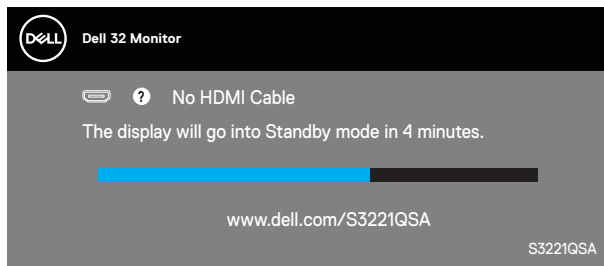 DELL
Dell 32 Monitor
? No HDMI Cable
The display will go into Standby mode in 4 minutes.
www.dell.com/S3221QSA
S3221QSA